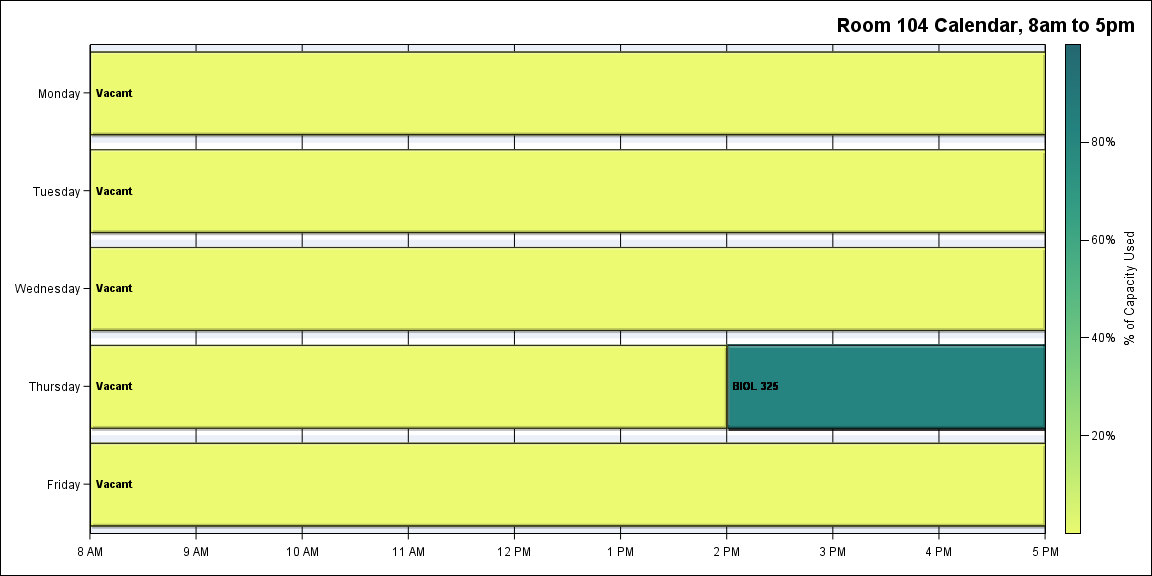 Room 104 Calendar, 8am to 5pm
Monday
Vacant
Tuesday
Vacant
Wednesday
Vacant
Thursday
Vacant
BIOL 325
Friday
Vacant
8 AM
9 AM
10 AM
11 AM
12 PM
1 PM
2 PM
3 PM
4 PM
5 PM
80%
60%
40%
20%
% of Capacity Used